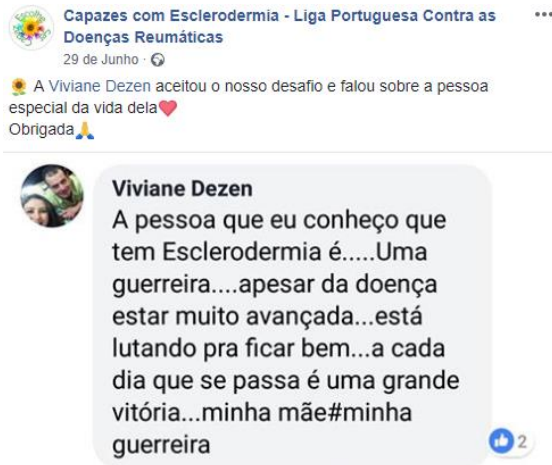 Capazes com Esclerodermia - Liga Portuguesa Contra as
Doenças Reumáticas
29 de Junho ·
A Viviane Dezen aceitou o nosso desafio e falou sobre a pessoa
especial da vida dela
Obrigada
Viviane Dezen
A pessoa que eu conheço que
tem Esclerodermia é.....Uma
guerreira....apesar da doença
estar muito avançada...está
lutando pra ficar bem...a cada
dia que se passa é uma grande
vitória...minha mãe#minha
guerreira
2